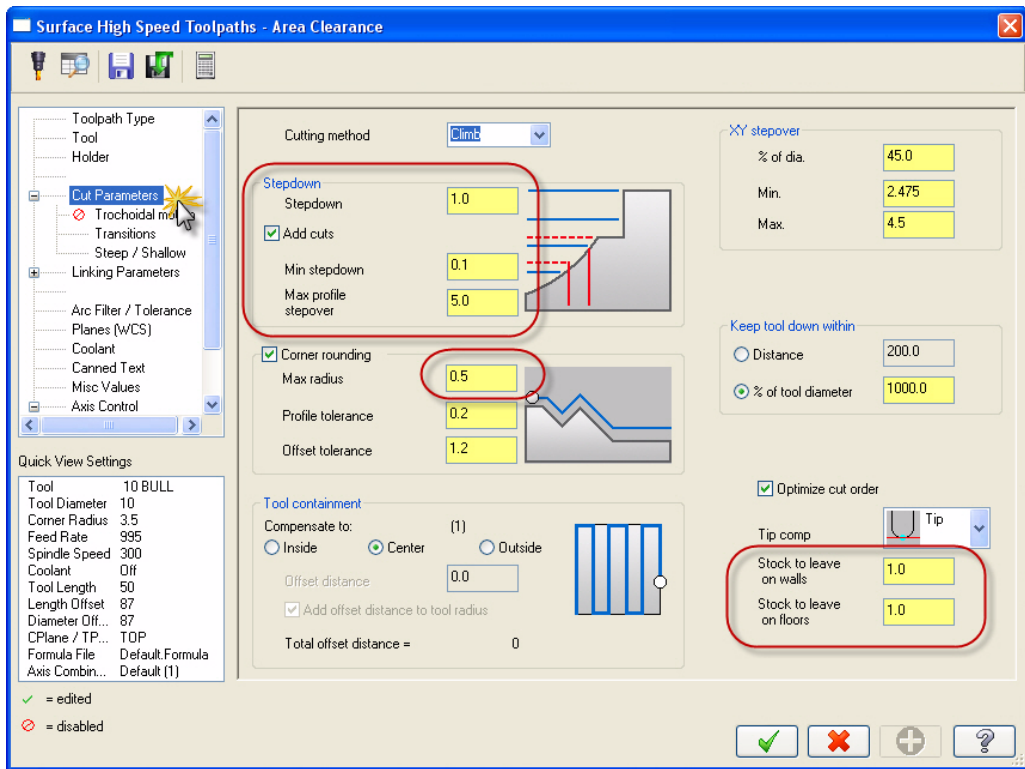 Surface High Speed Toolpaths - Area Clearance
Toolpath Type
Tool
Holder
Cut Parameters
Trochoidal mo
Transitions
Steep / Shallow
Linking Parameters
Arc Filter / Tolerance
Planes (WCS)
Coolant
Canned Text
Misc Values
Axis Control
Quick View Settings
Tool 10 BULL
Tool Diameter 10
Corner Radius 3.5
Feed Rate 995
Spindle Speed 300
Coolant Off
Tool Length 50
Length Offset 87
Diameter Off... 87
CPlane / TP... TOP
Formula File Default.Formula
Axis Combin... Default (1)
= edited
= disabled
Cutting method Climb
Stepdown
Stepdown 1.0
Add cuts
Min stepdown 0.1
Max profile
stepover 5.0
Corner rounding
Max radius 0.5
Profile tolerance 0.2
Offset tolerance 1.2
Tool containment
Compensate to: (1)
Inside Center Outside
Offset distance 0.0
Add offset distance to tool radius
Total offset distance = 0
XY stepover
% of dia. 45.0
Min. 2.475
Max. 4.5
Keep tool down within
Distance 200.0
% of tool diameter 1000.0
Optimize cut order
Tip comp Tip
Stock to leave
on walls 1.0
Stock to leave
on floors 1.0